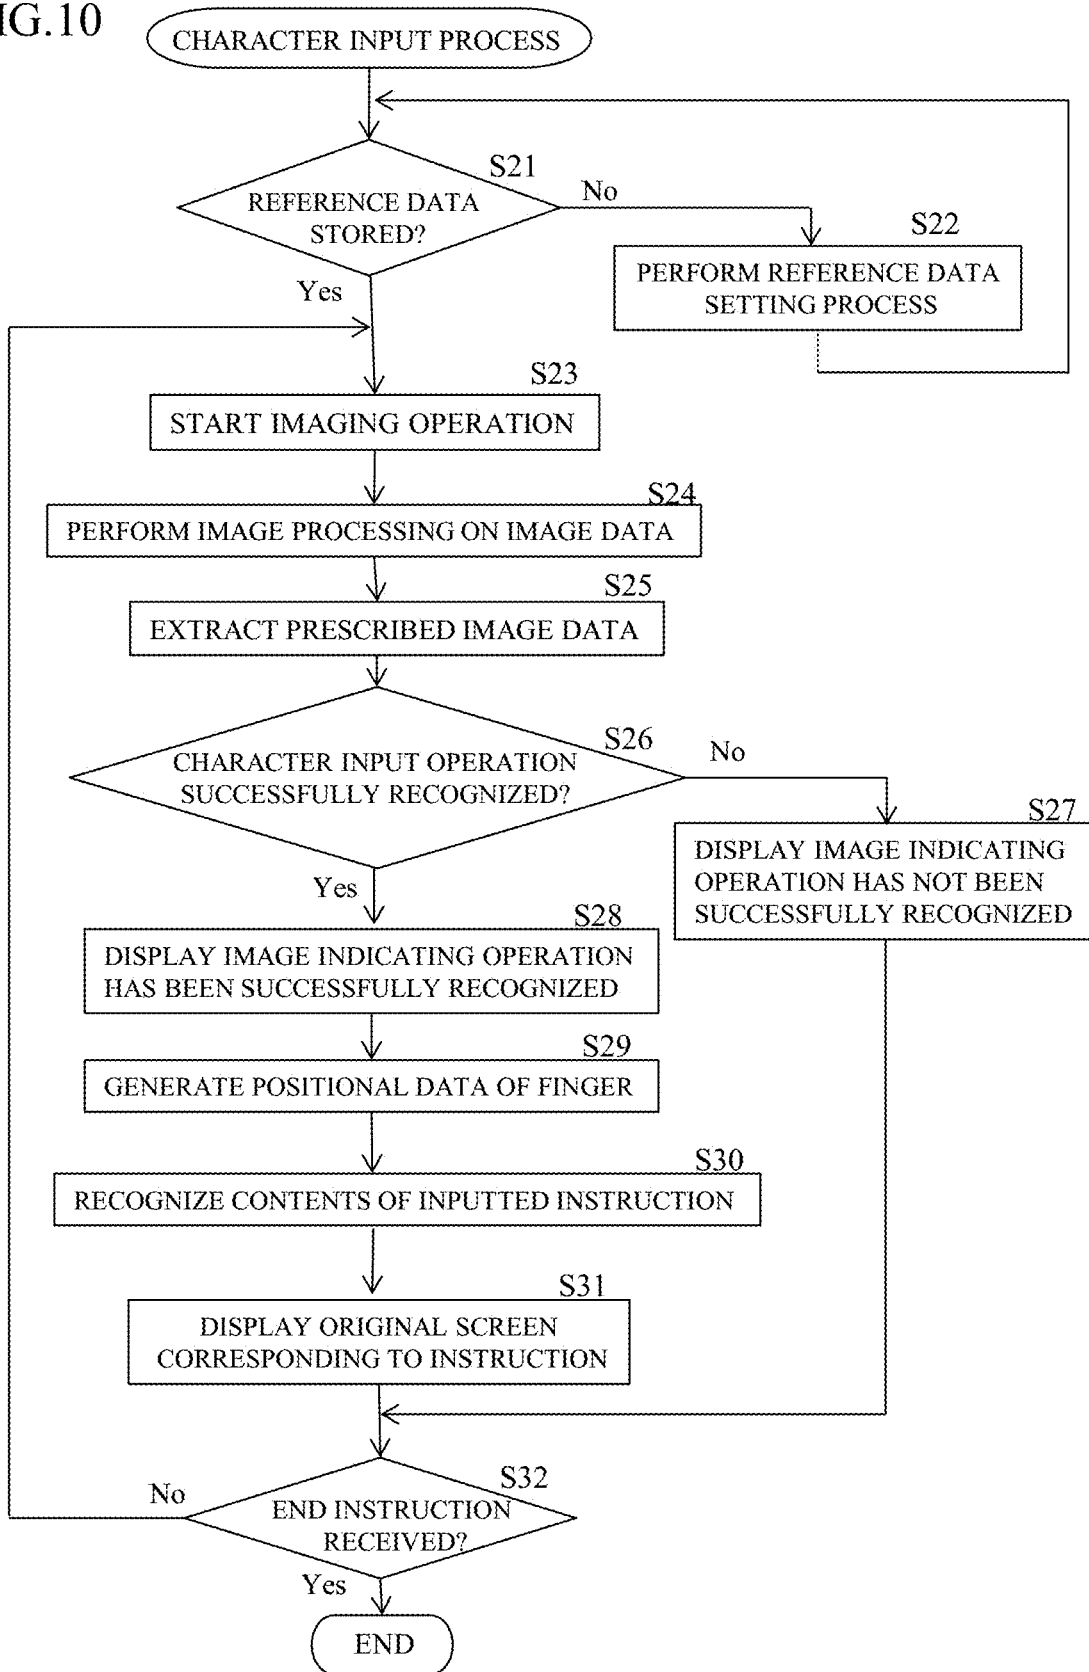 IG.10
CHARACTER INPUT PROCESS
S21
REFERENCE DATA
STORED?
No
Yes
S22
PERFORM REFERENCE DATA
SETTING PROCESS
S23
START IMAGING OPERATION
S24
PERFORM IMAGE PROCESSING ON IMAGE DATA
S25
EXTRACT PRESCRIBED IMAGE DATA
S26
CHARACTER INPUT OPERATION
SUCCESSFULLY RECOGNIZED?
No
Yes
S27
DISPLAY IMAGE INDICATING
OPERATION HAS NOT BEEN
SUCCESSFULLY RECOGNIZED
S28
DISPLAY IMAGE INDICATING OPERATION
HAS BEEN SUCCESSFULLY RECOGNIZED
S29
GENERATE POSITIONAL DATA OF FINGER
S30
RECOGNIZE CONTENTS OF INPUTTED INSTRUCTION
S31
DISPLAY ORIGINAL SCREEN
CORRESPONDING TO INSTRUCTION
S32
No
END INSTRUCTION
RECEIVED?
Yes
END